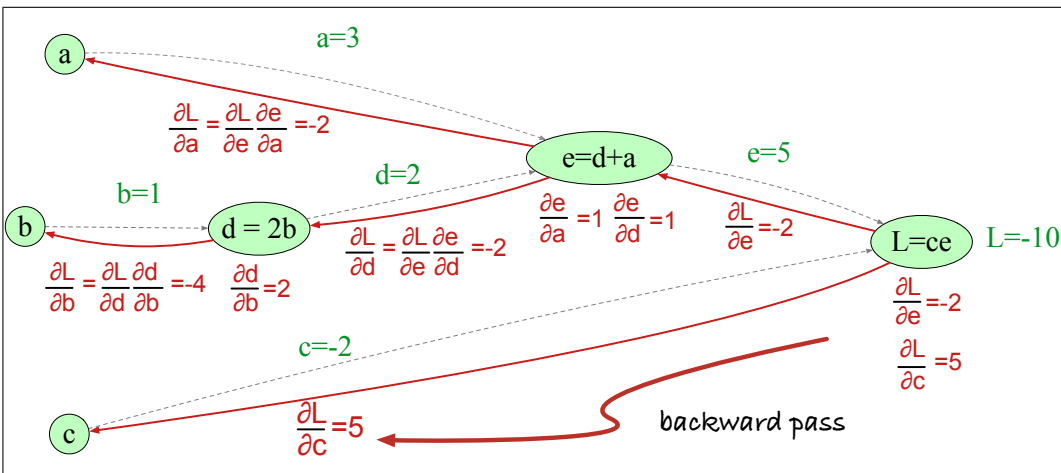 a=3
a
∂L/∂a = ∂L/∂e ∂e/∂a =-2
e=d+a
e=5
d=2
b=1
b
d = 2b
∂e/∂a =1 ∂e/∂d =1
∂L/∂e =-2
L=ce
L=-10
∂L/∂d = ∂L/∂e ∂e/∂d =-2
∂L/∂b = ∂L/∂d ∂d/∂b =-4
∂d/∂b =2
∂L/∂e =-2
∂L/∂c =5
c=-2
c
∂L/∂c =5
backward pass